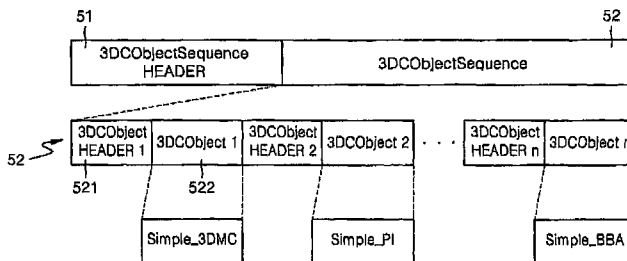 51
52
3DCObjectSequence
HEADER
3DCObjectSequence
52
3DCObject
HEADER 1
3DCObject 1
3DCObject
HEADER 2
3DCObject 2
· · · ·
3DCObject
HEADER n
3DCObject n
521
522
Simple_3DMC
Simple_PI
Simple_BBA